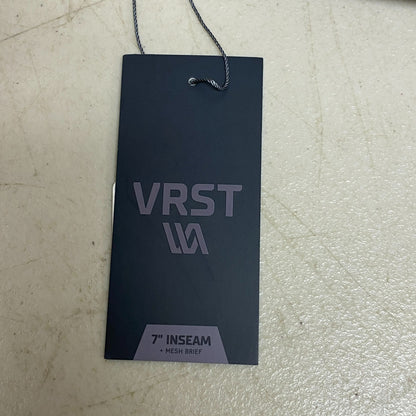 VRST
7" INSEAM
+ MESH BRIEF